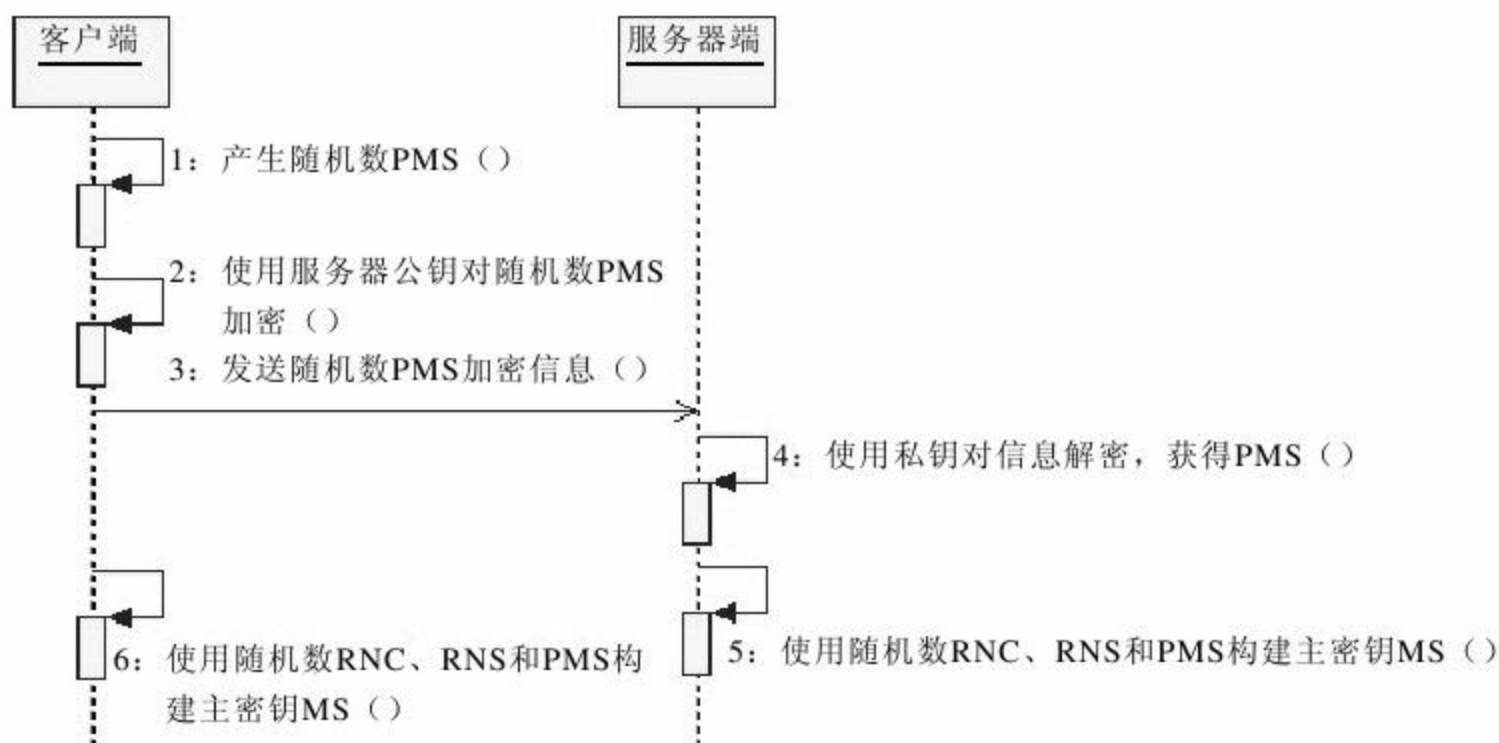 客户端
服务器端
1：产生随机数PMS（）
2：使用服务器公钥对随机数PMS
加密（）
3：发送随机数PMS加密信息（）
4：使用私钥对信息解密，获得PMS（）
5：使用随机数RNC、RNS和PMS构建主密钥MS（）
6：使用随机数RNC、RNS和PMS构
建主密钥MS（）